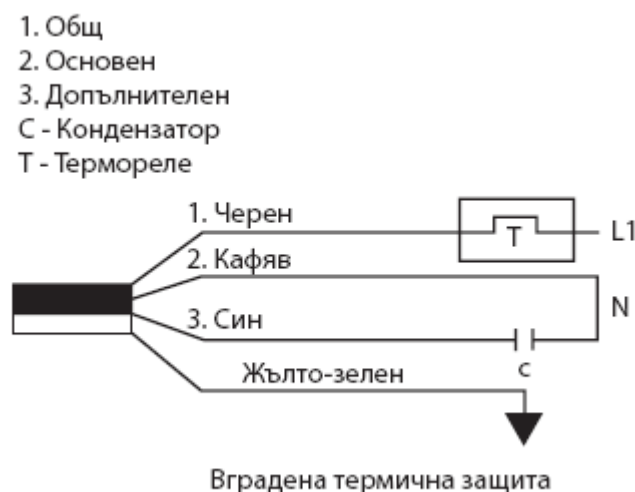 1. Общ
2. Основен
3. Допълнителен
C - Кондензатор
T - Термореле
1. Черен
T
L1
2. Кафяв
N
3. Син
c
Жълто-зелен
Вградена термична защита